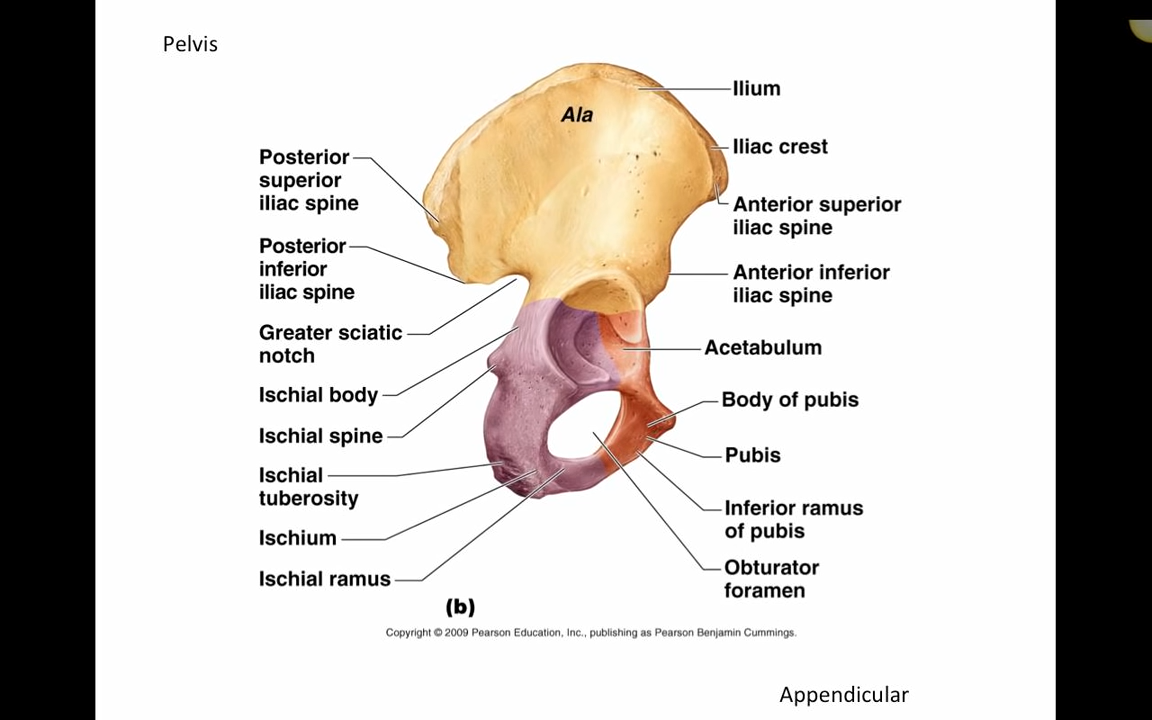 Pelvis
Ala
Ilium
Iliac crest
Anterior superior
iliac spine
Anterior inferior
iliac spine
Acetabulum
Body of pubis
Pubis
Inferior ramus
of pubis
Obturator
foramen
Posterior
superior
iliac spine
Posterior
inferior
iliac spine
Greater sciatic
notch
Ischial body
Ischial spine
Ischial
tuberosity
Ischium
Ischial ramus
(b)
Copyright © 2009 Pearson Education, Inc., publishing as Pearson Benjamin Cummings.
Appendicular